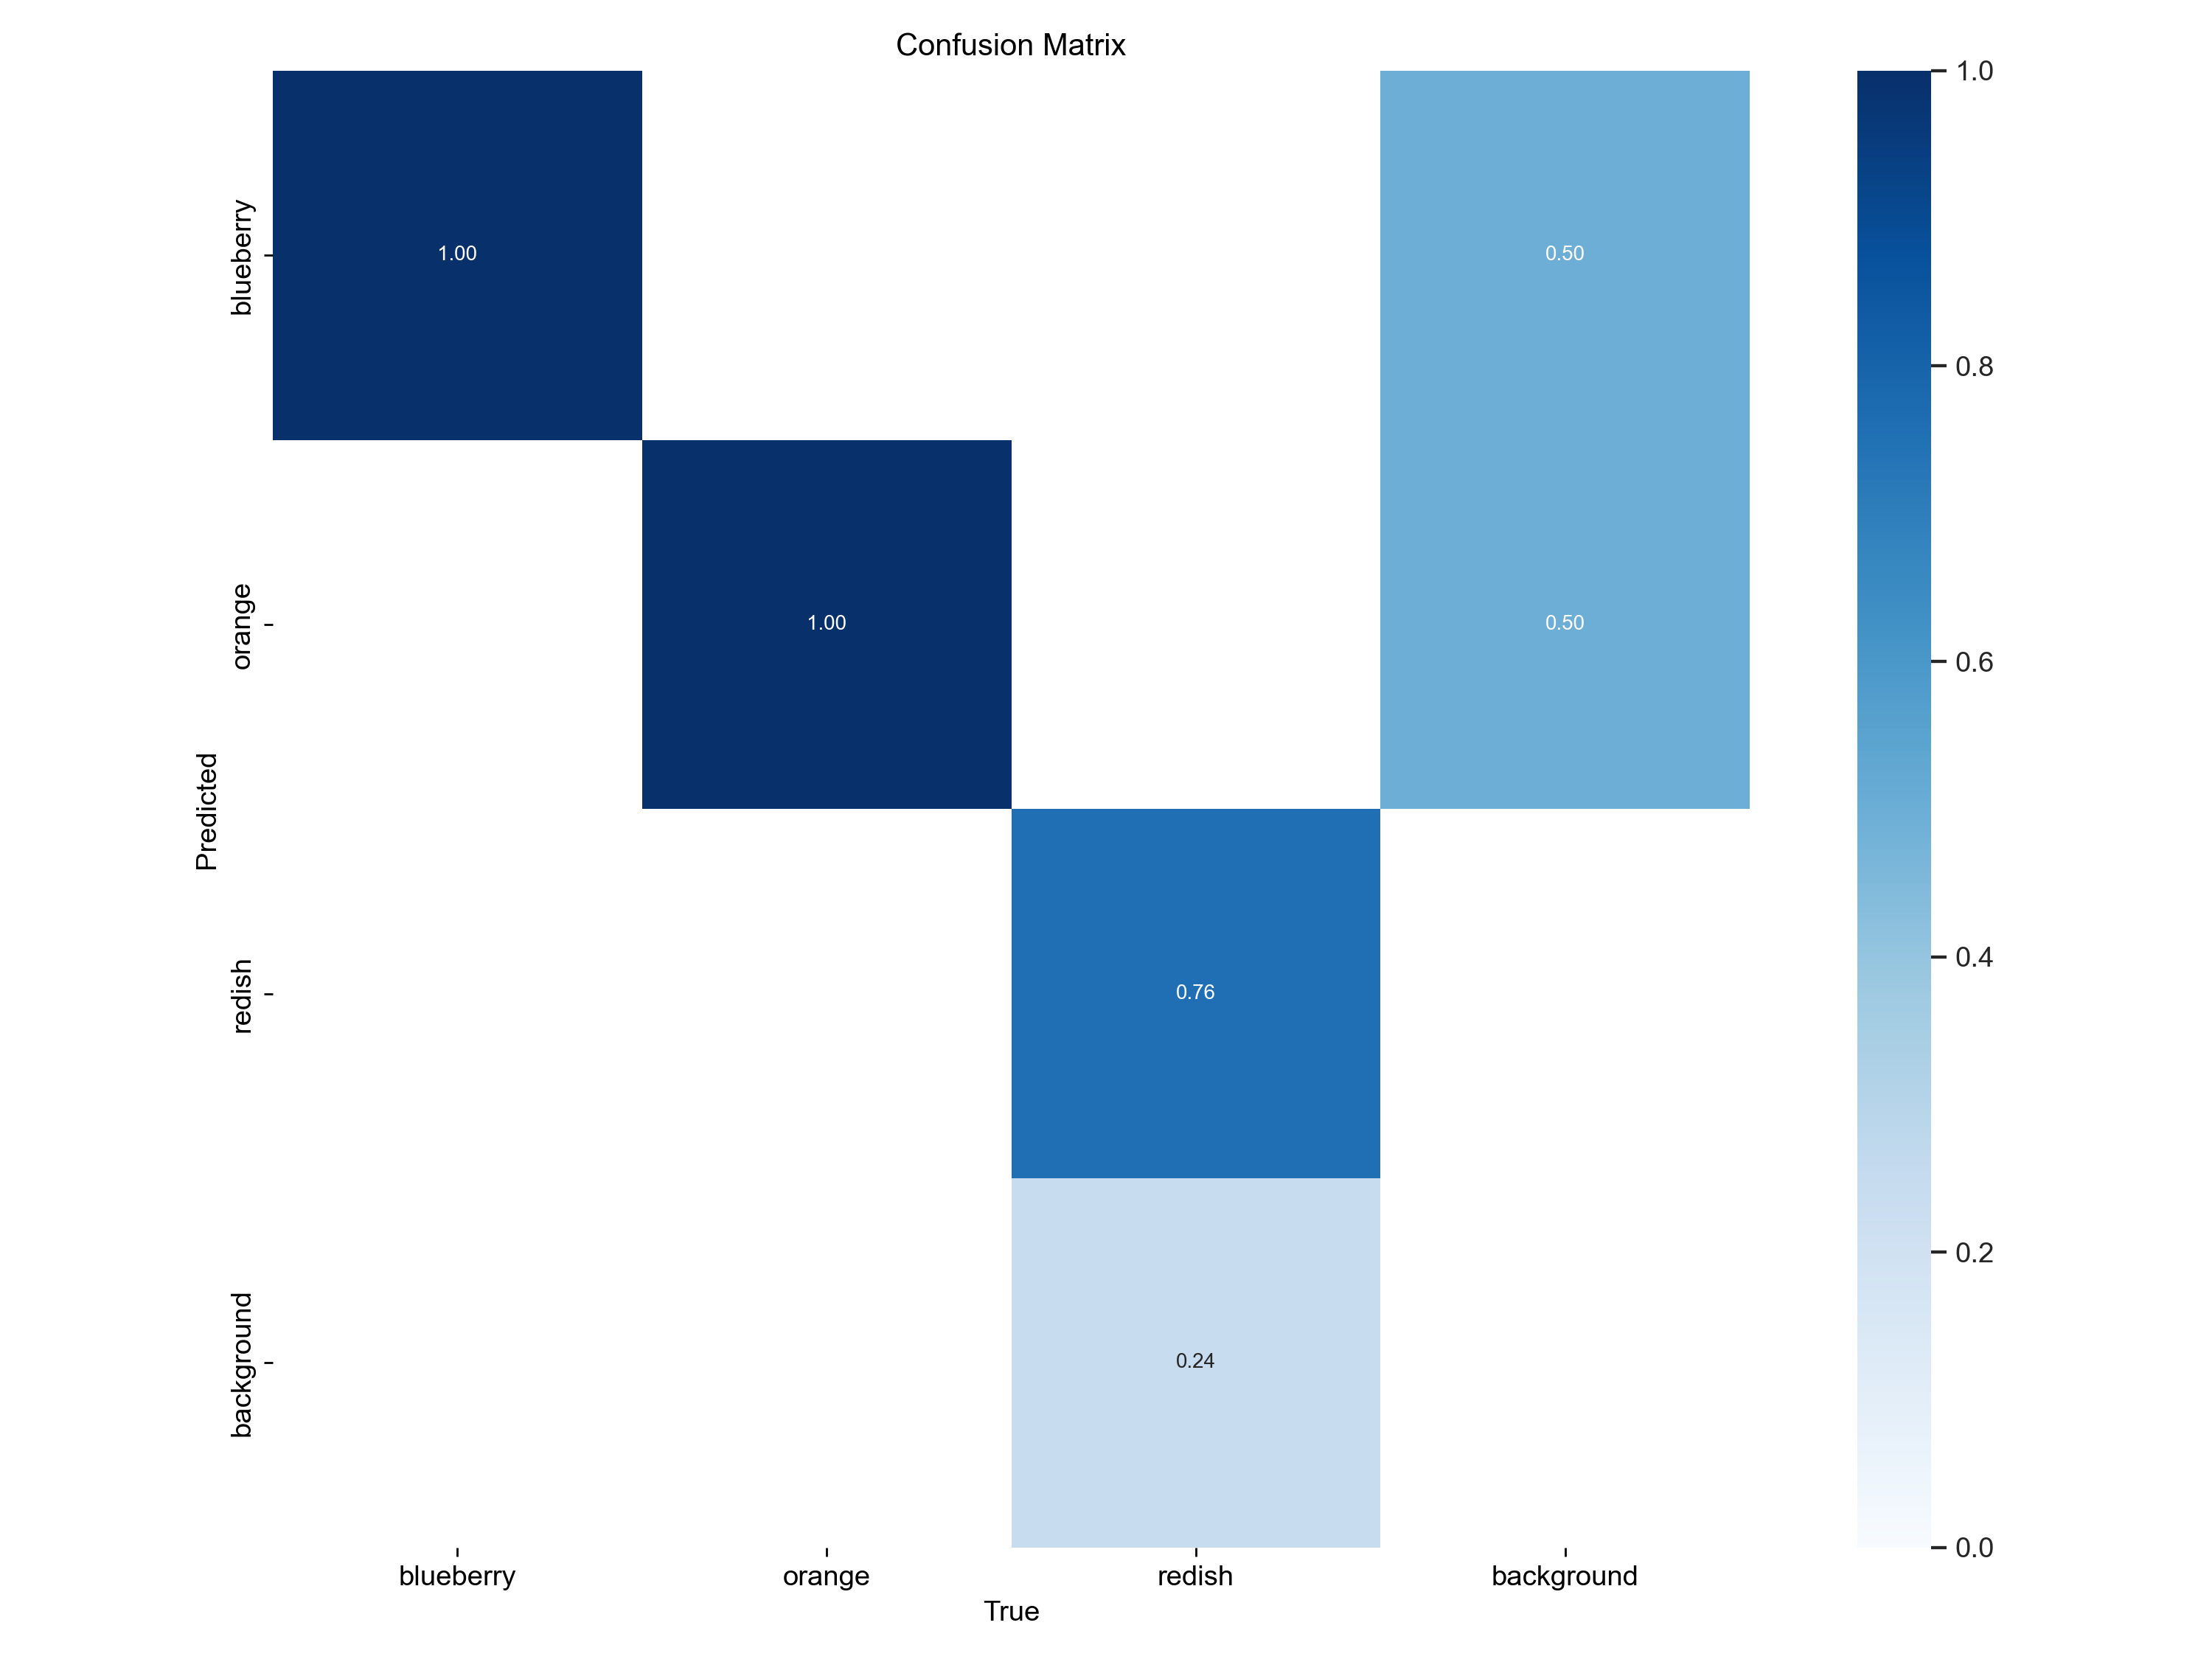 Confusion Matrix
1.0
blueberry
1.00
0.50
0.8
orange
1.00
0.50
0.6
Predicted
redish
0.76
0.4
background
0.24
0.2
0.0
blueberry orange redish background
True